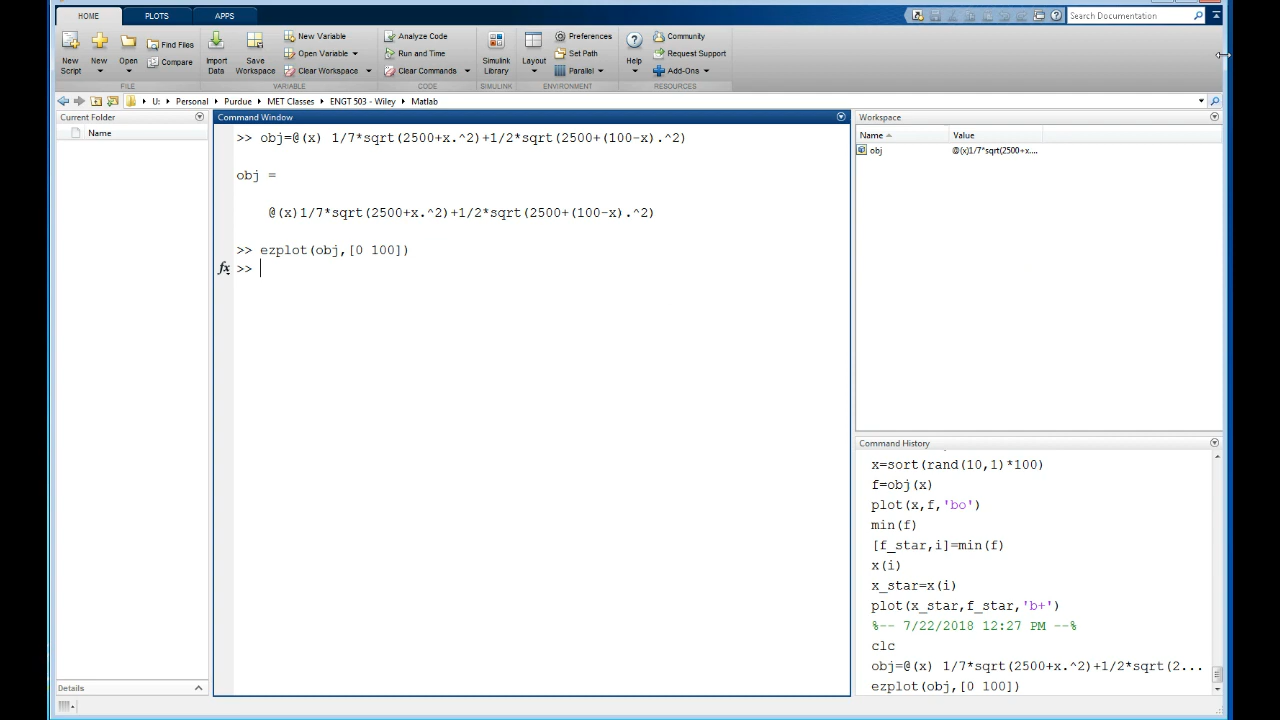 HOME PLOTS APPS
Search Documentation
New Script
New
Open
Find Files
Compare
FILE
Import Data
Save Workspace
New Variable
Open Variable
Clear Workspace
VARIABLE
Analyze Code
Run and Time
Clear Commands
CODE
Simulink Library
SIMULINK
Layout
Preferences
Set Path
Parallel
ENVIRONMENT
Help
Community
Request Support
Add-Ons
RESOURCES
U: Personal Purdue MET Classes ENGT 503 - Wiley Matlab
Current Folder
Name
Details
Command Window
>> obj=@(x) 1/7*sqrt(2500+x.^2)+1/2*sqrt(2500+(100-x).^2)
obj =
@(x)1/7*sqrt(2500+x.^2)+1/2*sqrt(2500+(100-x).^2)
>> ezplot(obj,[0 100])
fx >>
Workspace
Name Value
obj @(x)1/7*sqrt(2500+x....
Command History
x=sort(rand(10,1)*100)
f=obj(x)
plot(x,f,'bo')
min(f)
[f_star,i]=min(f)
x(i)
x_star=x(i)
plot(x_star,f_star,'b+')
%-- 7/22/2018 12:27 PM --%
clc
obj=@(x) 1/7*sqrt(2500+x.^2)+1/2*sqrt(2...
ezplot(obj,[0 100])